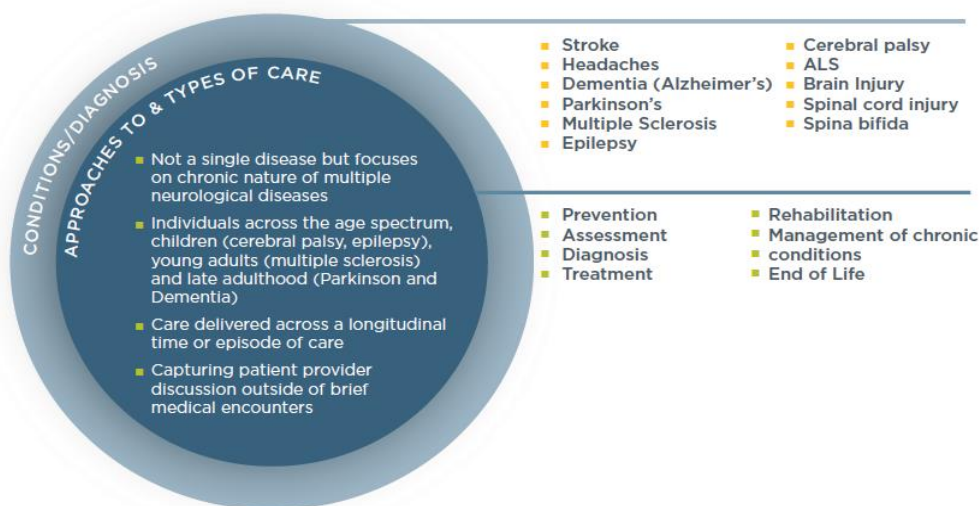 CONDITIONS/DIAGNOSIS
APPROACHES TO & TYPES OF CARE
Not a single disease but focuses
on chronic nature of multiple
neurological diseases
Individuals across the age spectrum,
children (cerebral palsy, epilepsy),
young adults (multiple sclerosis)
and late adulthood (Parkinson and
Dementia)
Care delivered across a longitudinal
time or episode of care
Capturing patient provider
discussion outside of brief
medical encounters
Stroke
Headaches
Dementia (Alzheimer's)
Parkinson's
Multiple Sclerosis
Epilepsy
Cerebral palsy
ALS
Brain Injury
Spinal cord injury
Spina bifida
Prevention
Assessment
Diagnosis
Treatment
Rehabilitation
Management of chronic
conditions
End of Life